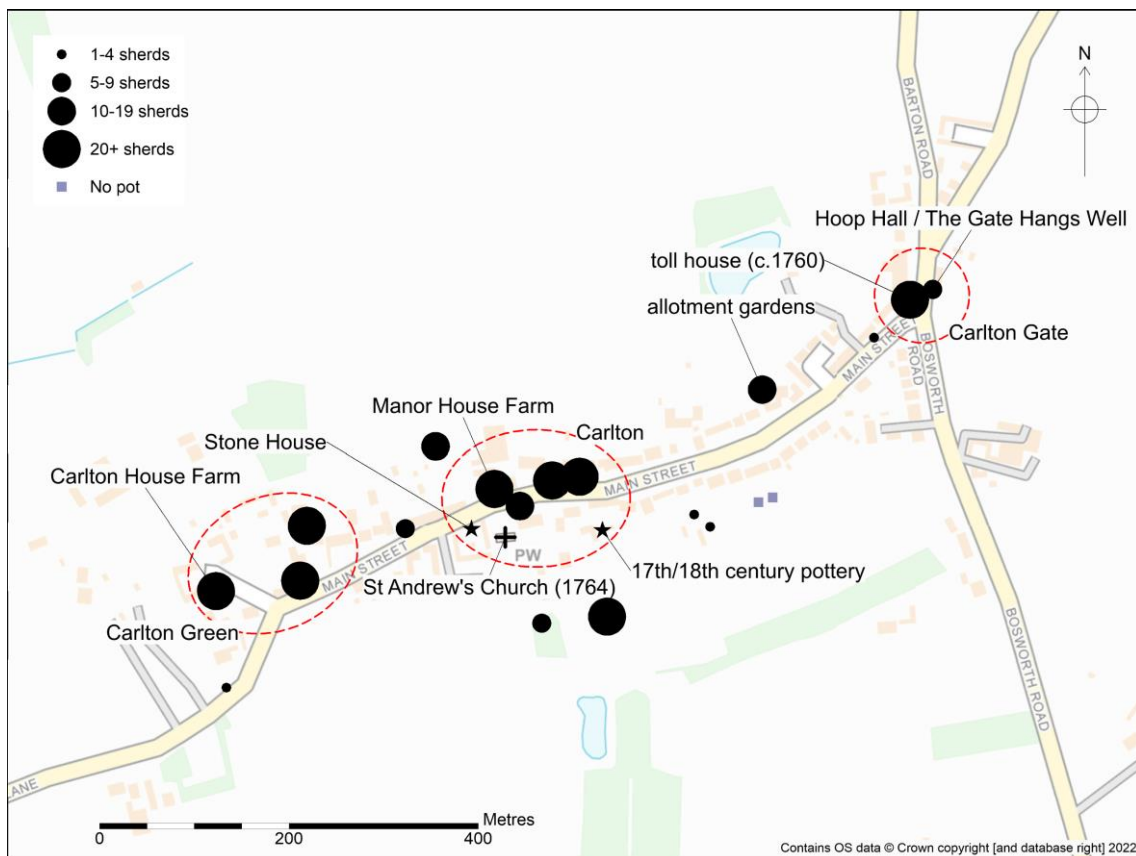 1-4 sherds
5-9 sherds
10-19 sherds
20+ sherds
No pot
N
BARTON ROAD
Hoop Hall / The Gate Hangs Well
toll house (c.1760)
allotment gardens
MAIN STREET
Carlton Gate
BOSWORTH
ROAD
Manor House Farm
Carlton
Stone House
MAIN STREET
Carlton House Farm
MAIN STREET
PW
17th/18th century pottery
St Andrew's Church (1764)
Carlton Green
BOSWORTH ROAD
LANE
Metres
0
200
400
Contains OS data © Crown copyright [and database right] 2022